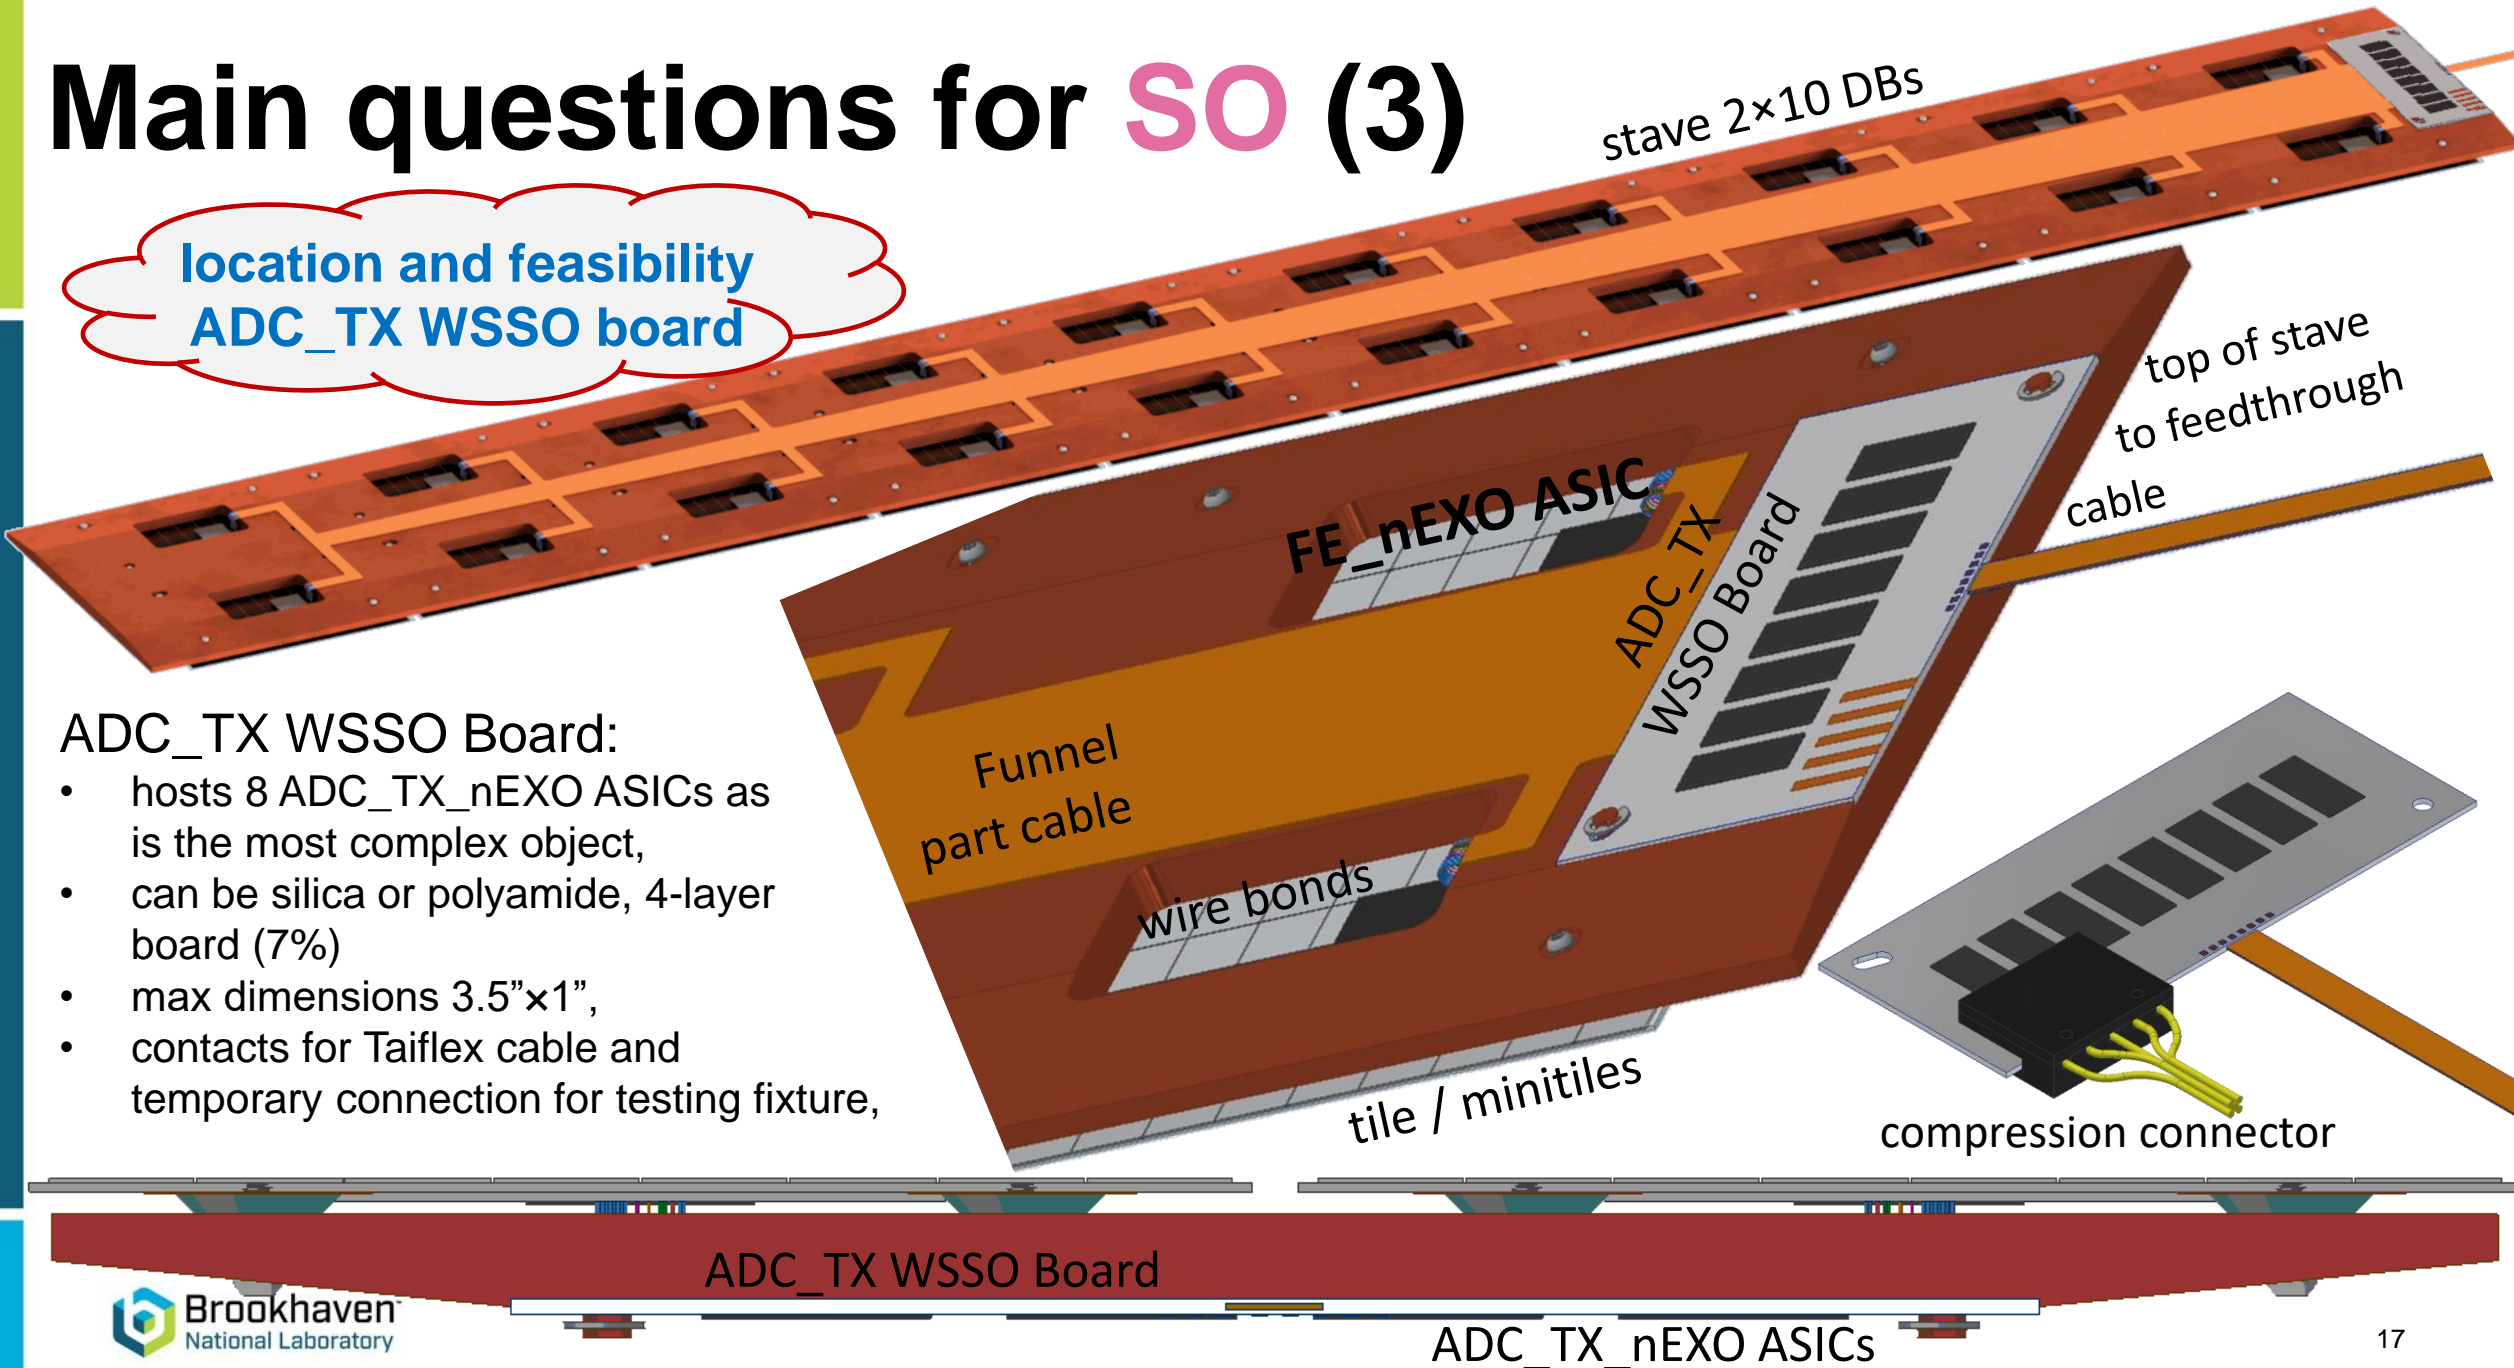 Main questions for SO (3)
stave 2×10 DBs
location and feasibility
ADC_TX WSSO board
top of stave
to feedthrough
cable
FE_nEXO ASIC
ADC_TX
WSSO Board
Funnel
part cable
wire bonds
tile / minitiles
compression connector
ADC_TX WSSO Board:
• hosts 8 ADC_TX_nEXO ASICs as
is the most complex object,
• can be silica or polyamide, 4-layer
board (7%)
• max dimensions 3.5”×1”,
• contacts for Taiflex cable and
temporary connection for testing fixture,
ADC_TX WSSO Board
ADC_TX_nEXO ASICs
Brookhaven
National Laboratory
17